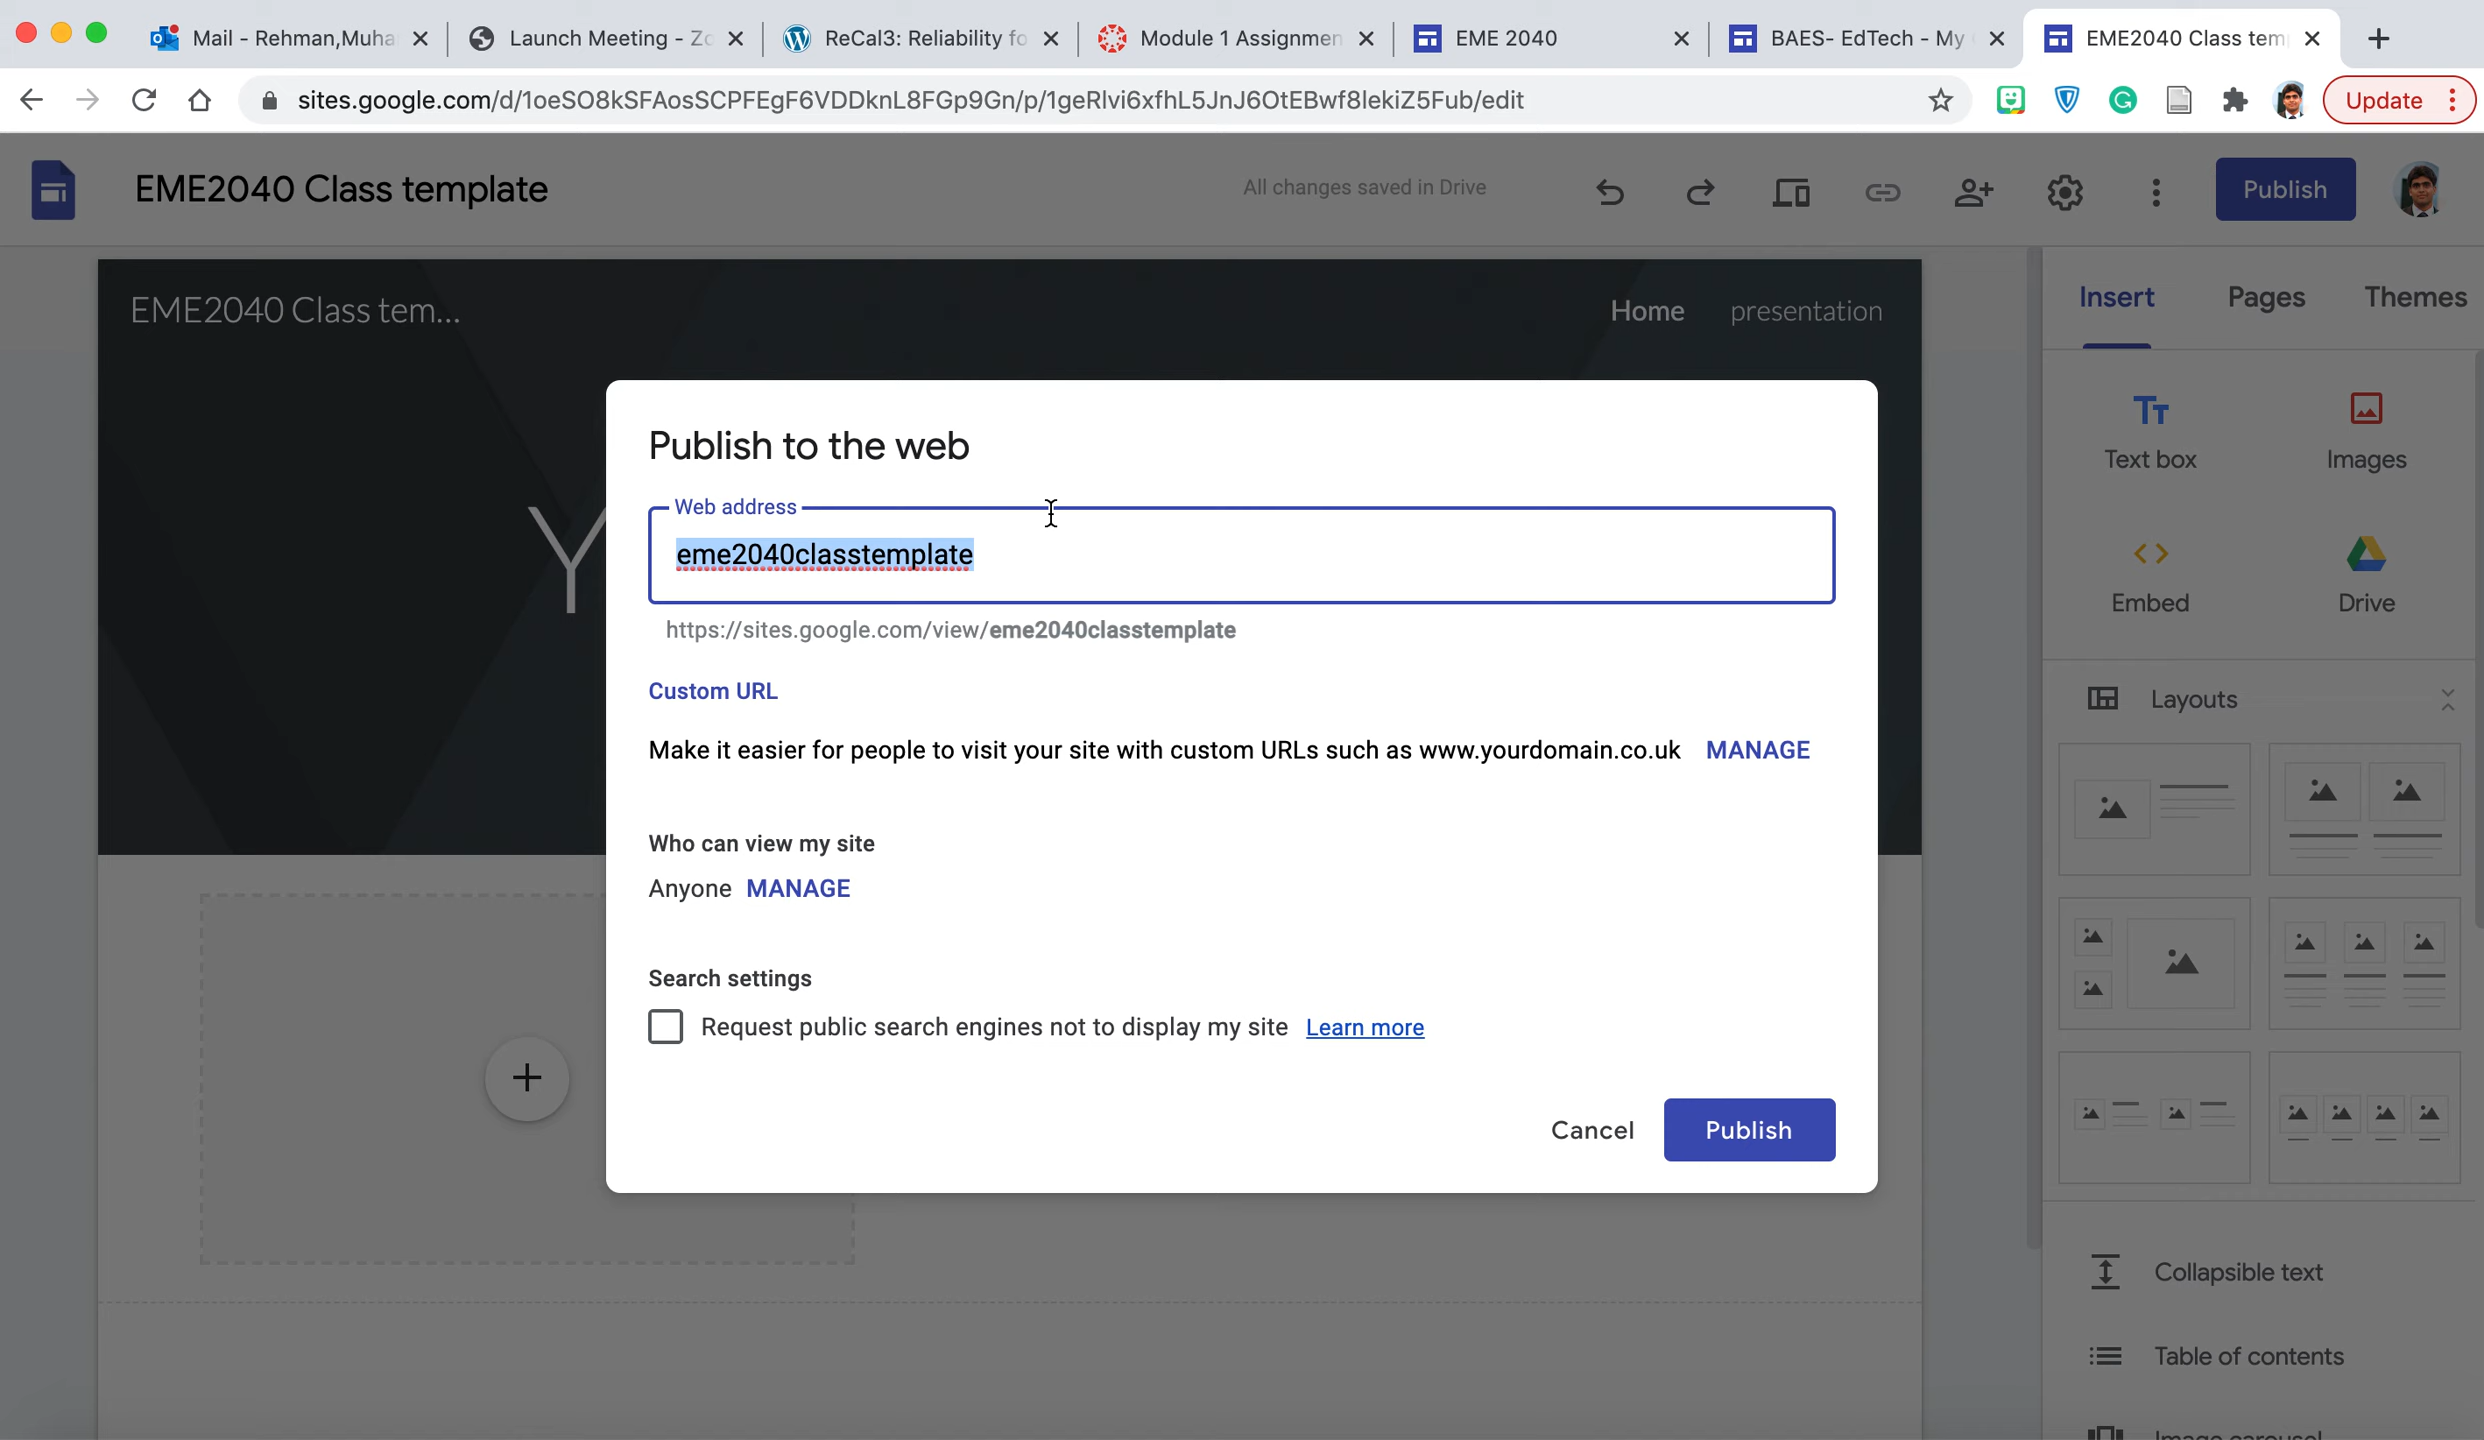 Mail - Rehman,Muha
Launch Meeting - Zo
ReCal3: Reliability fo
Module 1 Assignmen
EME 2040
BAES- EdTech - My
EME2040 Class tem
sites.google.com/d/1oeSO8kSFAosSCPFEgF6VDDknL8FGp9Gn/p/1geRlvi6xfhL5JnJ6OtEBwf8lekiZ5Fub/edit
Update
EME2040 Class template
All changes saved in Drive
Publish
EME2040 Class tem...
Home presentation
Insert Pages Themes
Y
Publish to the web
Web address
eme2040classtemplate
https://sites.google.com/view/eme2040classtemplate
Custom URL
Make it easier for people to visit your site with custom URLs such as www.yourdomain.co.uk MANAGE
Who can view my site
Anyone MANAGE
Search settings
Request public search engines not to display my site Learn more
Cancel Publish
Text box Images
Embed Drive
Layouts
Collapsible text
Table of contents
Image carousel